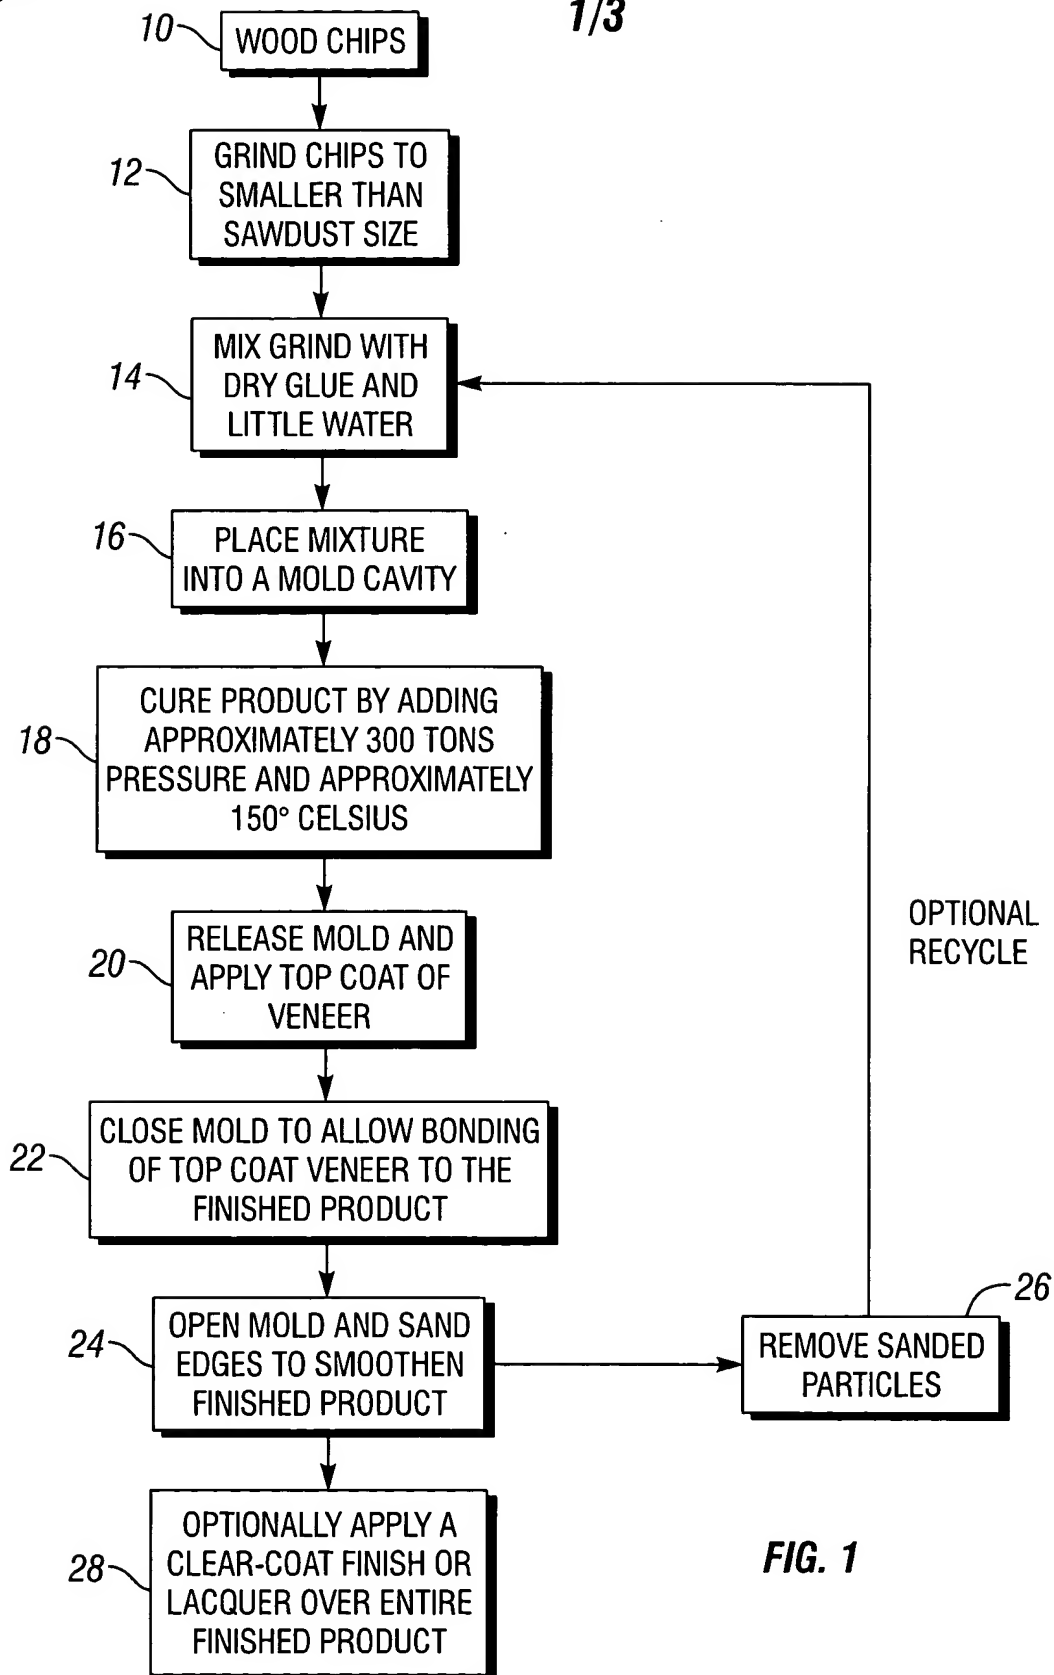 1/3
10
WOOD CHIPS
12
GRIND CHIPS TO
SMALLER THAN
SAWDUST SIZE
14
MIX GRIND WITH
DRY GLUE AND
LITTLE WATER
16
PLACE MIXTURE
INTO A MOLD CAVITY
18
CURE PRODUCT BY ADDING
APPROXIMATELY 300 TONS
PRESSURE AND APPROXIMATELY
150° CELSIUS
20
RELEASE MOLD AND
APPLY TOP COAT OF
VENEER
OPTIONAL
RECYCLE
22
CLOSE MOLD TO ALLOW BONDING
OF TOP COAT VENEER TO THE
FINISHED PRODUCT
24
OPEN MOLD AND SAND
EDGES TO SMOOTHEN
FINISHED PRODUCT
26
REMOVE SANDED
PARTICLES
28
OPTIONALLY APPLY A
CLEAR-COAT FINISH OR
LACQUER OVER ENTIRE
FINISHED PRODUCT
FIG. 1